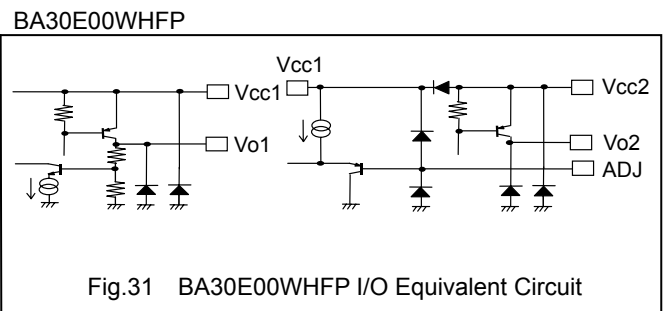 BA30E00WHFP
Vcc1
Vcc1
Vcc2
Vo1
Vo2
ADJ
Fig.31 BA30E00WHFP I/O Equivalent Circuit